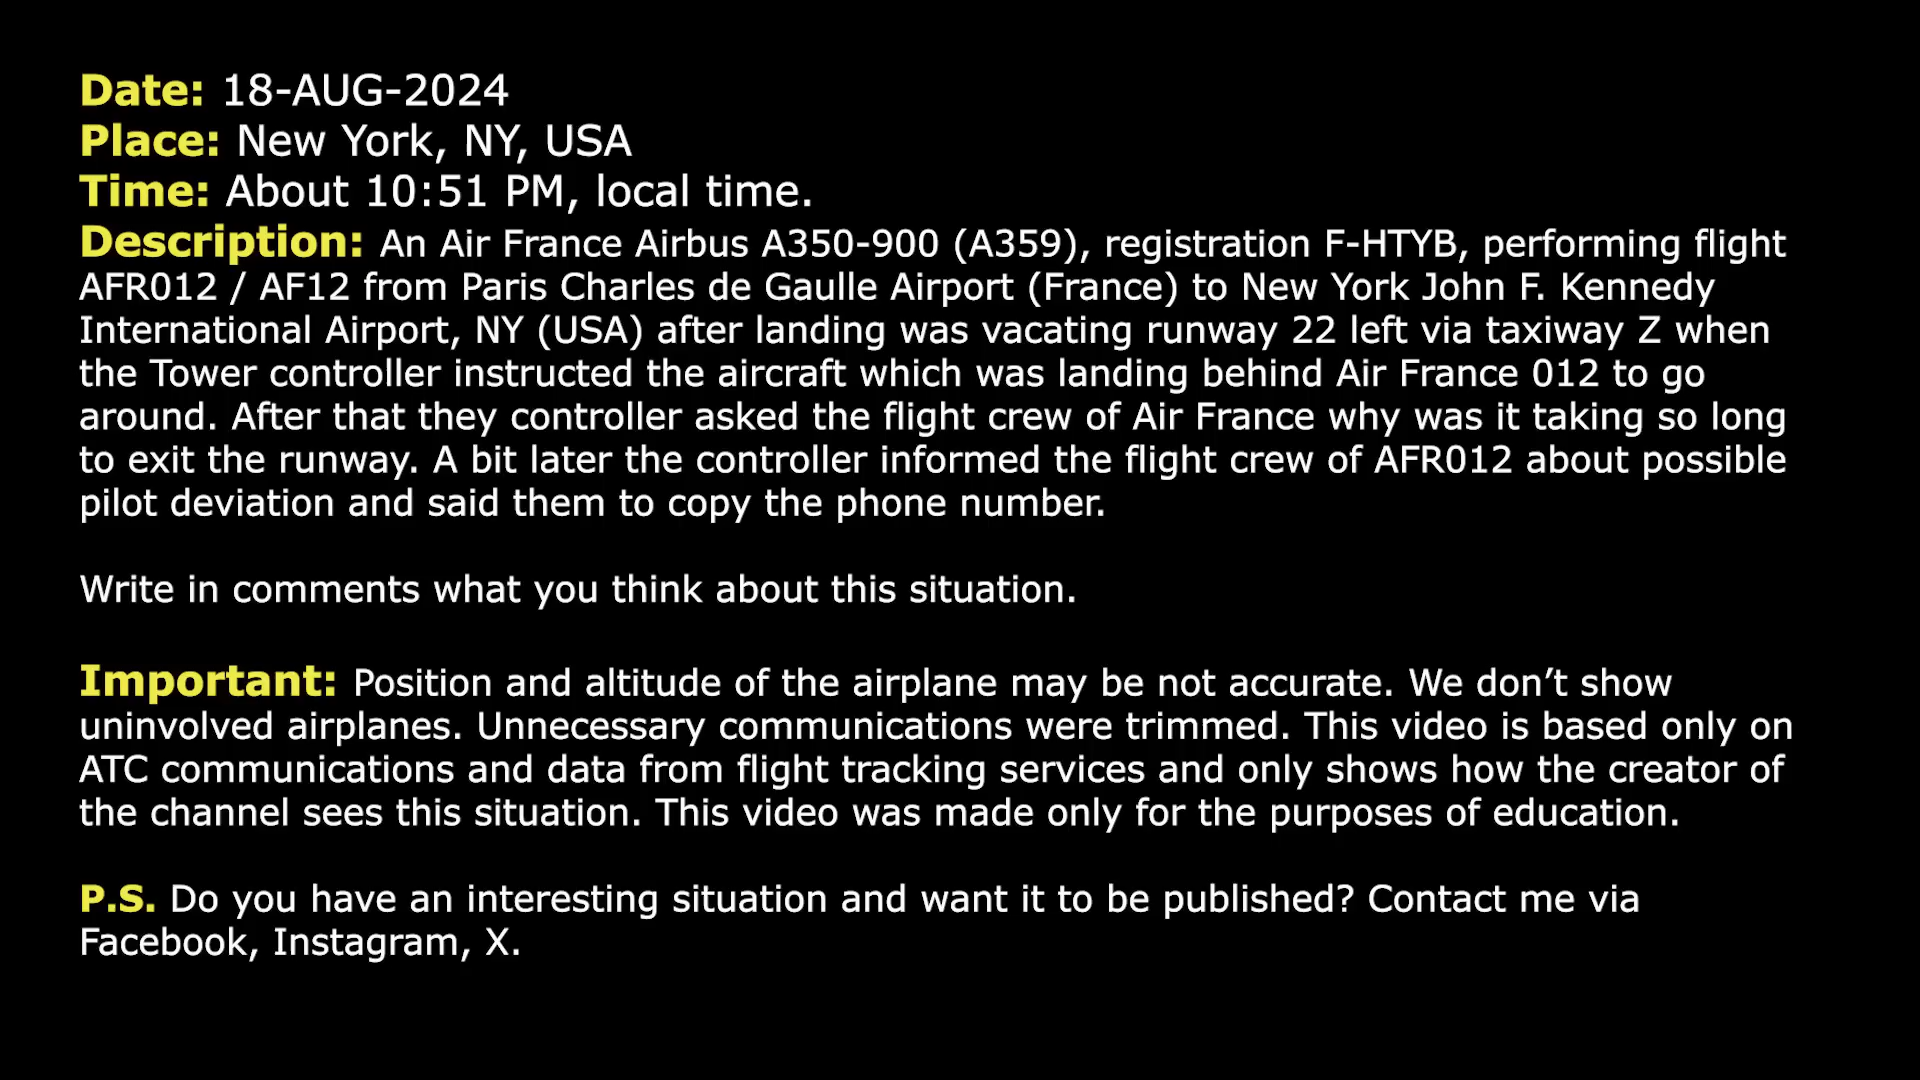 Date: 18-AUG-2024
Place: New York, NY, USA
Time: About 10:51 PM, local time.
Description: An Air France Airbus A350-900 (A359), registration F-HTYB, performing flight
AFR012 / AF12 from Paris Charles de Gaulle Airport (France) to New York John F. Kennedy
International Airport, NY (USA) after landing was vacating runway 22 left via taxiway Z when
the Tower controller instructed the aircraft which was landing behind Air France 012 to go
around. After that they controller asked the flight crew of Air France why was it taking so long
to exit the runway. A bit later the controller informed the flight crew of AFR012 about possible
pilot deviation and said them to copy the phone number.
Write in comments what you think about this situation.
Important: Position and altitude of the airplane may be not accurate. We don’t show
uninvolved airplanes. Unnecessary communications were trimmed. This video is based only on
ATC communications and data from flight tracking services and only shows how the creator of
the channel sees this situation. This video was made only for the purposes of education.
P.S. Do you have an interesting situation and want it to be published? Contact me via
Facebook, Instagram, X.